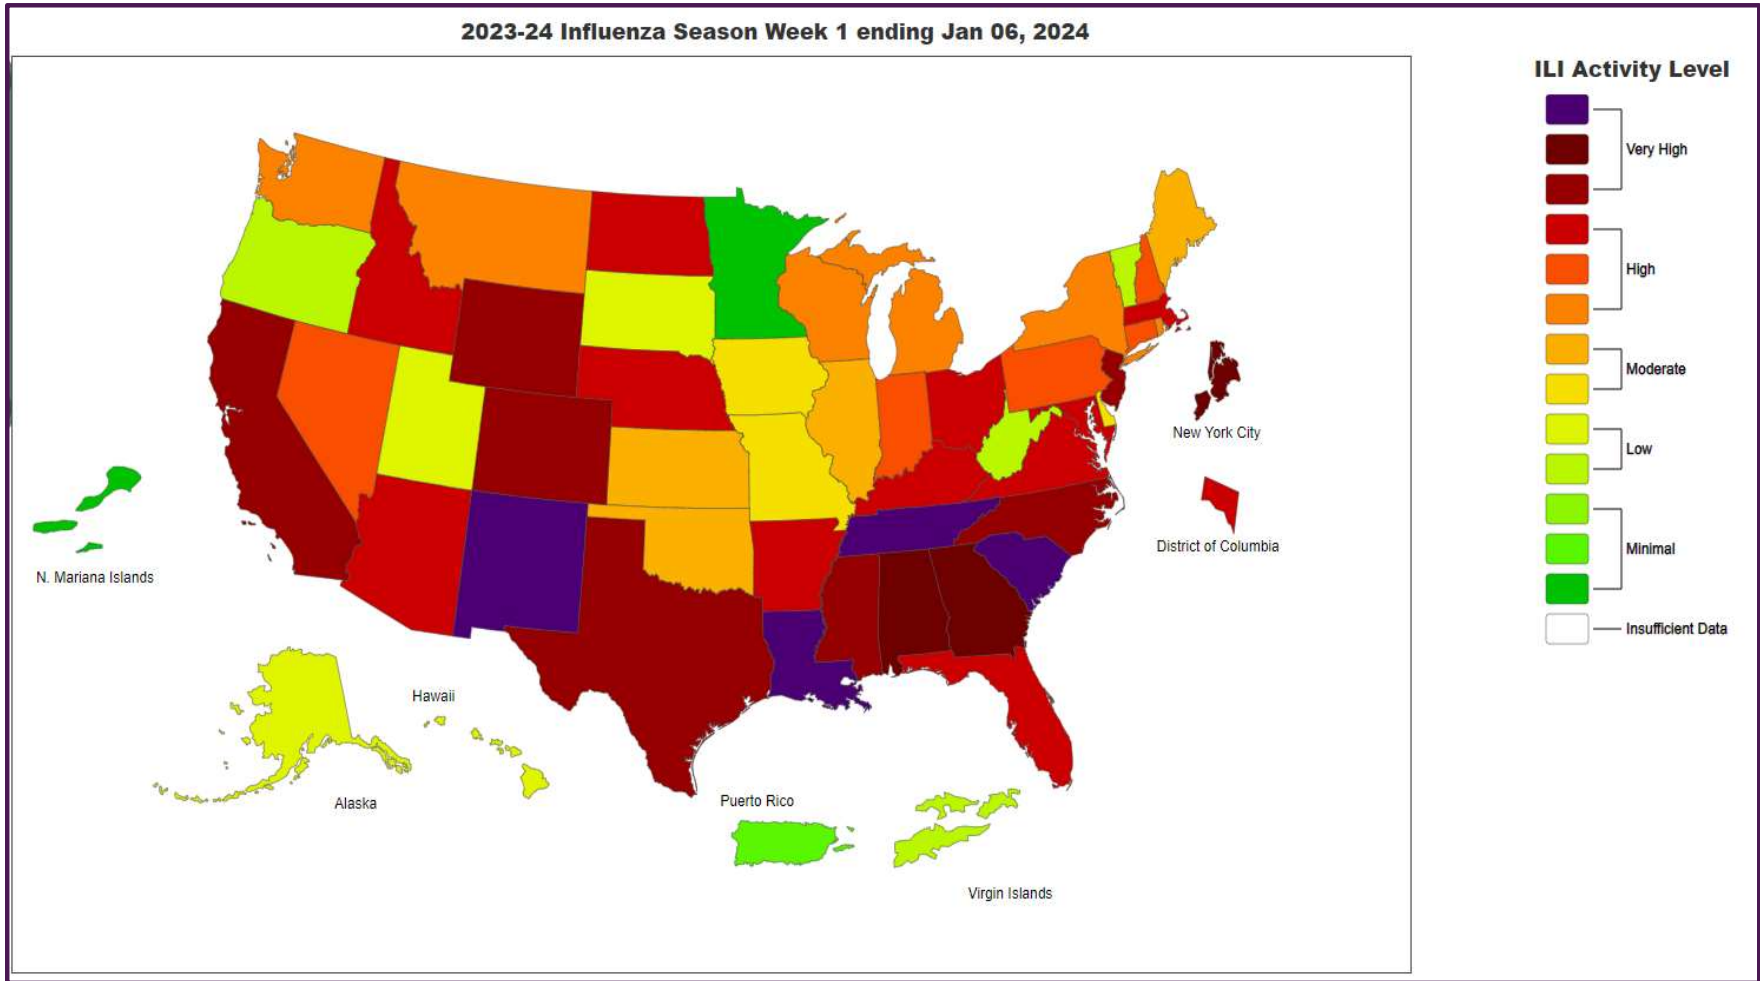 2023-24 Influenza Season Week 1 ending Jan 06, 2024
ILI Activity Level
Very High
High
Moderate
Low
Minimal
Insufficient Data
New York City
District of Columbia
N. Mariana Islands
Hawaii
Alaska
Puerto Rico
Virgin Islands